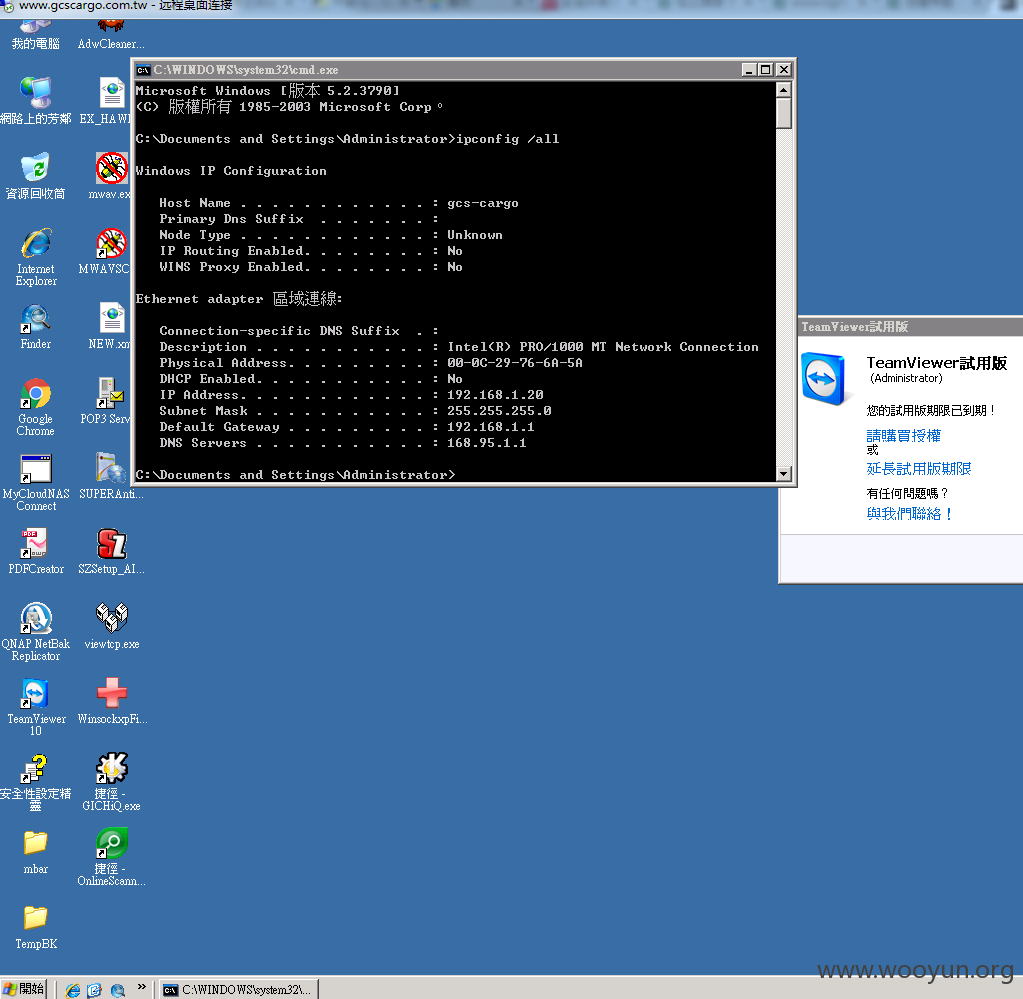 www.gcscargo.com.tw - 远程桌面连接
我的電腦
AdwCleaner...
C:\WINDOWS\system32\cmd.exe
Microsoft Windows [版本 5.2.3790]
(C) 版權所有 1985-2003 Microsoft Corp。
C:\Documents and Settings\Administrator>ipconfig /all
Windows IP Configuration
Host Name . . . . . . . . . . . . : gcs-cargo
Primary Dns Suffix  . . . . . . . :
Node Type . . . . . . . . . . . . : Unknown
IP Routing Enabled. . . . . . . . : No
WINS Proxy Enabled. . . . . . . . : No
Ethernet adapter 區域連線:
Connection-specific DNS Suffix  . :
Description . . . . . . . . . . . : Intel(R) PRO/1000 MT Network Connection
Physical Address. . . . . . . . . : 00-0C-29-76-6A-5A
DHCP Enabled. . . . . . . . . . . : No
IP Address. . . . . . . . . . . . : 192.168.1.20
Subnet Mask . . . . . . . . . . . : 255.255.255.0
Default Gateway . . . . . . . . . : 192.168.1.1
DNS Servers . . . . . . . . . . . : 168.95.1.1
C:\Documents and Settings\Administrator>
網路上的芳鄰
EX_HAWB
資源回收筒
mwav.ex
Internet
Explorer
MWAVSC
Finder
NEW.xm
Google
Chrome
POP3 Serv
MyCloudNAS
Connect
SUPERAnti...
PDFCreator
SZSetup_AI...
QNAP NetBak
Replicator
viewtcp.exe
TeamViewer
10
WinsockxpFi...
安全性設定精
靈
捷徑 -
GICHiQ.exe
mbar
捷徑 -
OnlineScann...
TempBK
TeamViewer試用版
TeamViewer試用版
(Administrator)
您的試用版期限已到期！
請購買授權
或
延長試用版期限
有任何問題嗎？
與我們聯絡！
www.wooyun.org
開始
C:\WINDOWS\system32\...